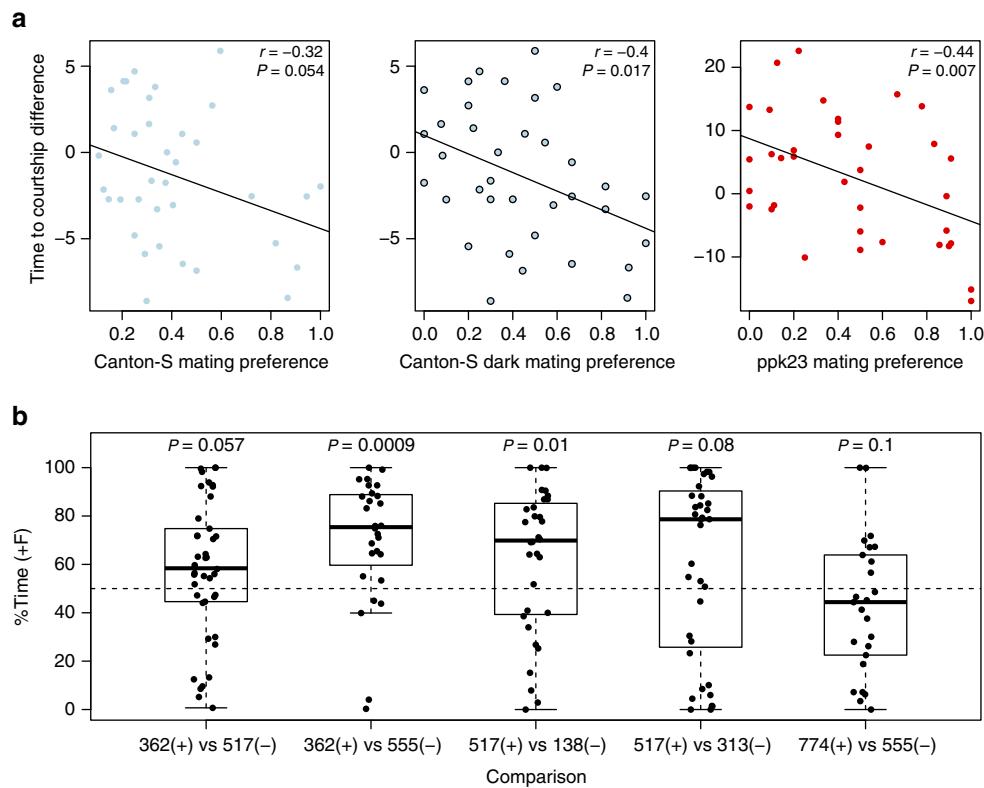 a
r = −0.32
P = 0.054
r = −0.4
P = 0.017
r = −0.44
P = 0.007
Time to courtship difference
5
0
−5
0.2 0.4 0.6 0.8 1.0
Canton-S mating preference
5
0
−5
0.0 0.2 0.4 0.6 0.8 1.0
Canton-S dark mating preference
20
10
0
−10
0.0 0.2 0.4 0.6 0.8 1.0
ppk23 mating preference
b
P = 0.057 P = 0.0009 P = 0.01 P = 0.08 P = 0.1
%Time (+F)
100
80
60
40
20
0
362(+) vs 517(−) 362(+) vs 555(−) 517(+) vs 138(−) 517(+) vs 313(−) 774(+) vs 555(−)
Comparison